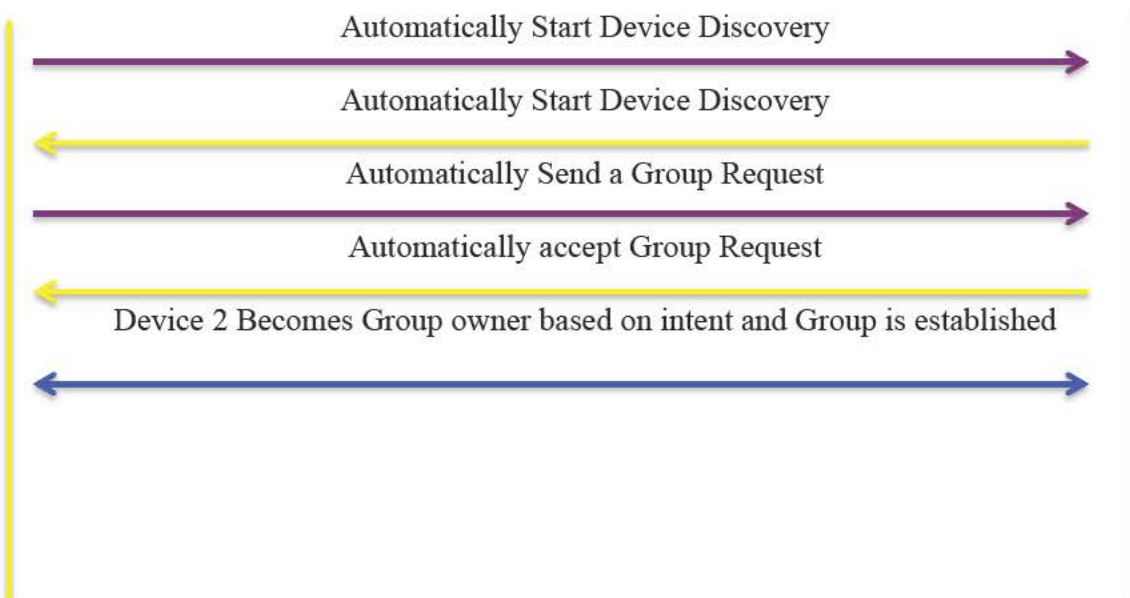 Automatically Start Device Discovery
Automatically Start Device Discovery
Automatically Send a Group Request
Automatically accept Group Request
Device 2 Becomes Group owner based on intent and Group is established